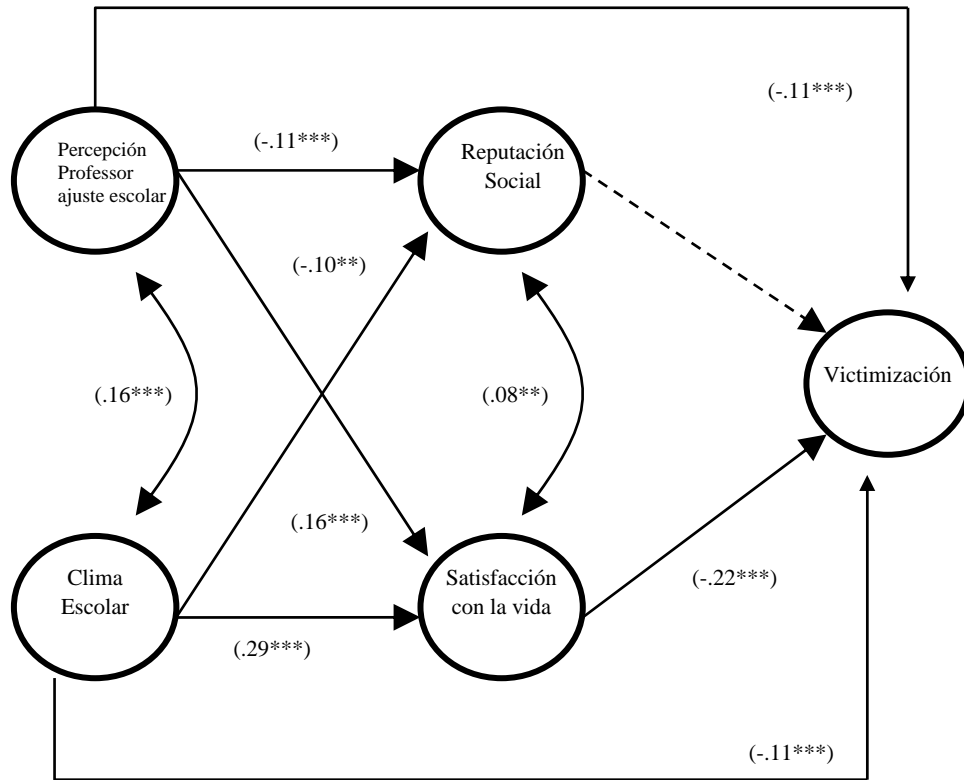 (-.11***)
(-.11***)
Percepción
Professor
ajuste escolar
Reputación
Social
(-.10**)
(.16***)
(.08**)
Victimización
(.16***)
Clima
Escolar
Satisfacción
con la vida
(-.22***)
(.29***)
(-.11***)